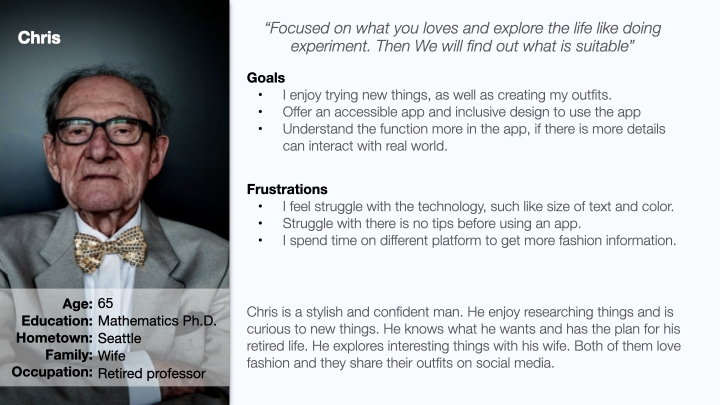 Chris
“Focused on what you loves and explore the life like doing
experiment. Then We will find out what is suitable”
Goals
• I enjoy trying new things, as well as creating my outfits.
• Offer an accessible app and inclusive design to use the app
• Understand the function more in the app, if there is more details
can interact with real world.
Frustrations
• I feel struggle with the technology, such like size of text and color.
• Struggle with there is no tips before using an app.
• I spend time on different platform to get more fashion information.
Age: 65
Education: Mathematics Ph.D.
Hometown: Seattle
Family: Wife
Occupation: Retired professor
Chris is a stylish and confident man. He enjoy researching things and is
curious to new things. He knows what he wants and has the plan for his
retired life. He explores interesting things with his wife. Both of them love
fashion and they share their outfits on social media.